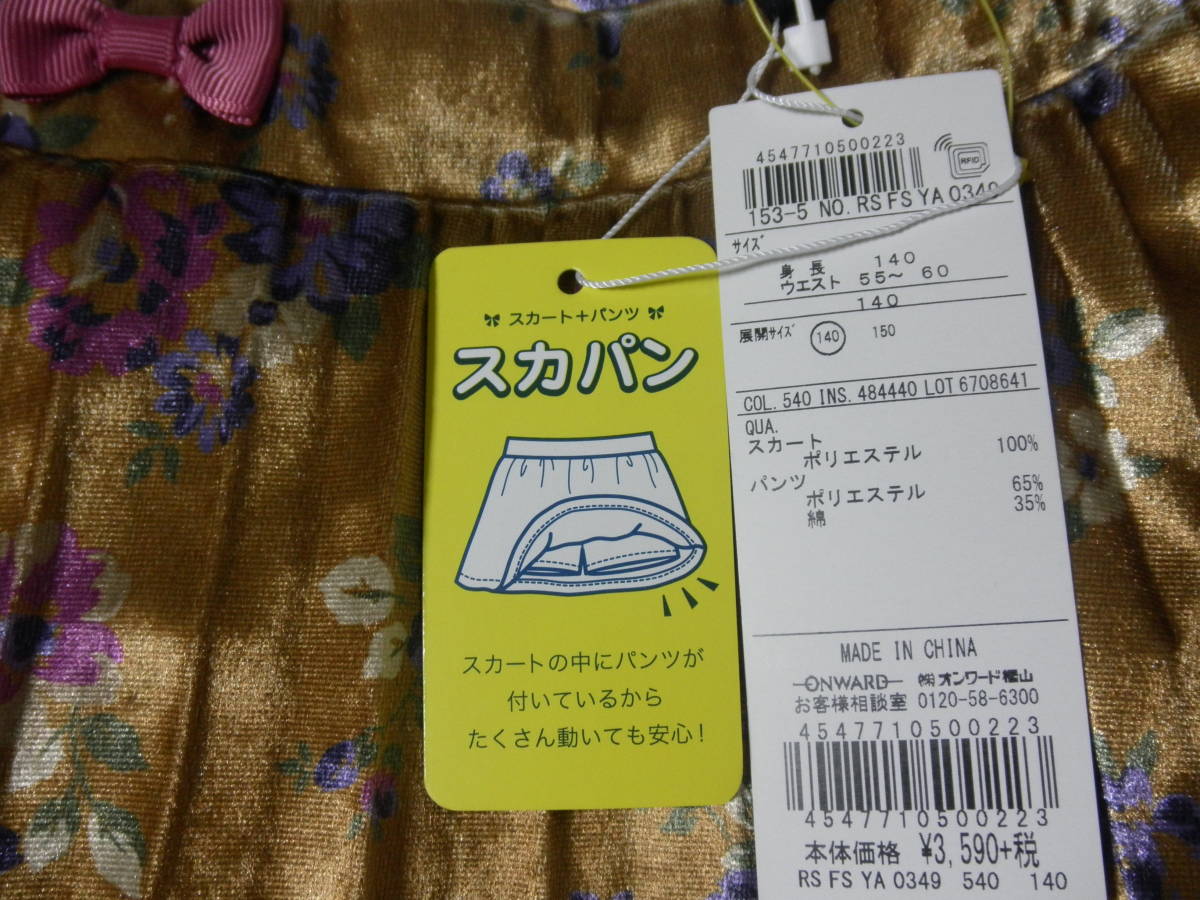 スカート+パンツ
スカパン
スカートの中にパンツが
付いているから
たくさん動いても安心!
4547710500223
RFID
153-5 NO. RS FS YA 0349
サイズ
身長 140
ウエスト 55～ 60
140
展開サイズ 140 150
COL. 540 INS. 484440 LOT 6708641
QUA.
スカート
ポリエステル 100%
パンツ
ポリエステル 65%
綿 35%
MADE IN CHINA
ONWARD ㈱オンワード樫山
お客様相談室 0120-58-6300
4547710500223
4547710500223
本体価格 ¥3,590+税
RS FS YA 0349 540 140